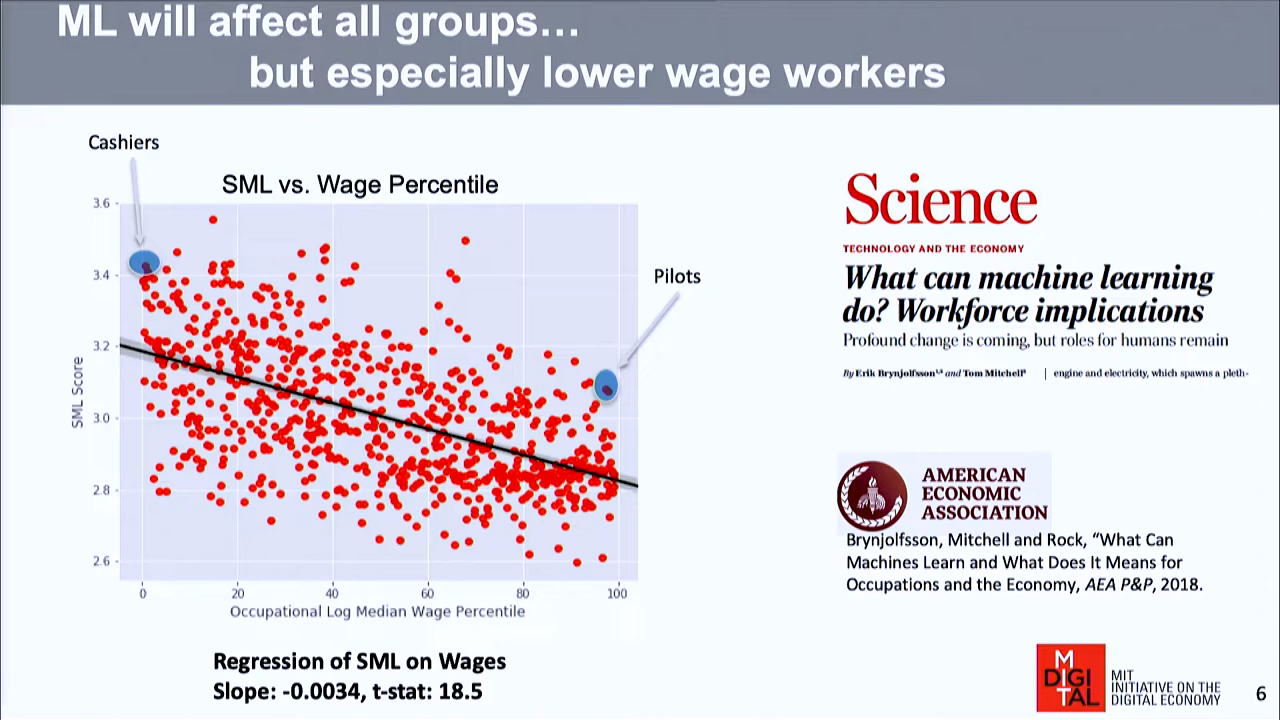 ML will affect all groups…
but especially lower wage workers
Cashiers
SML vs. Wage Percentile
3.6
3.4
3.2
3.0
2.8
2.6
SML Score
0 20 40 60 80 100
Occupational Log Median Wage Percentile
Pilots
Regression of SML on Wages
Slope: -0.0034, t-stat: 18.5
Science
TECHNOLOGY AND THE ECONOMY
What can machine learning
do? Workforce implications
Profound change is coming, but roles for humans remain
By Erik Brynjolfsson and Tom Mitchell | engine and electricity, which spawns a pleth-
AMERICAN
ECONOMIC
ASSOCIATION
Brynjolfsson, Mitchell and Rock, “What Can
Machines Learn and What Does It Means for
Occupations and the Economy, AEA P&P, 2018.
M
DIGI
TAL
MIT
INITIATIVE ON THE
DIGITAL ECONOMY
6